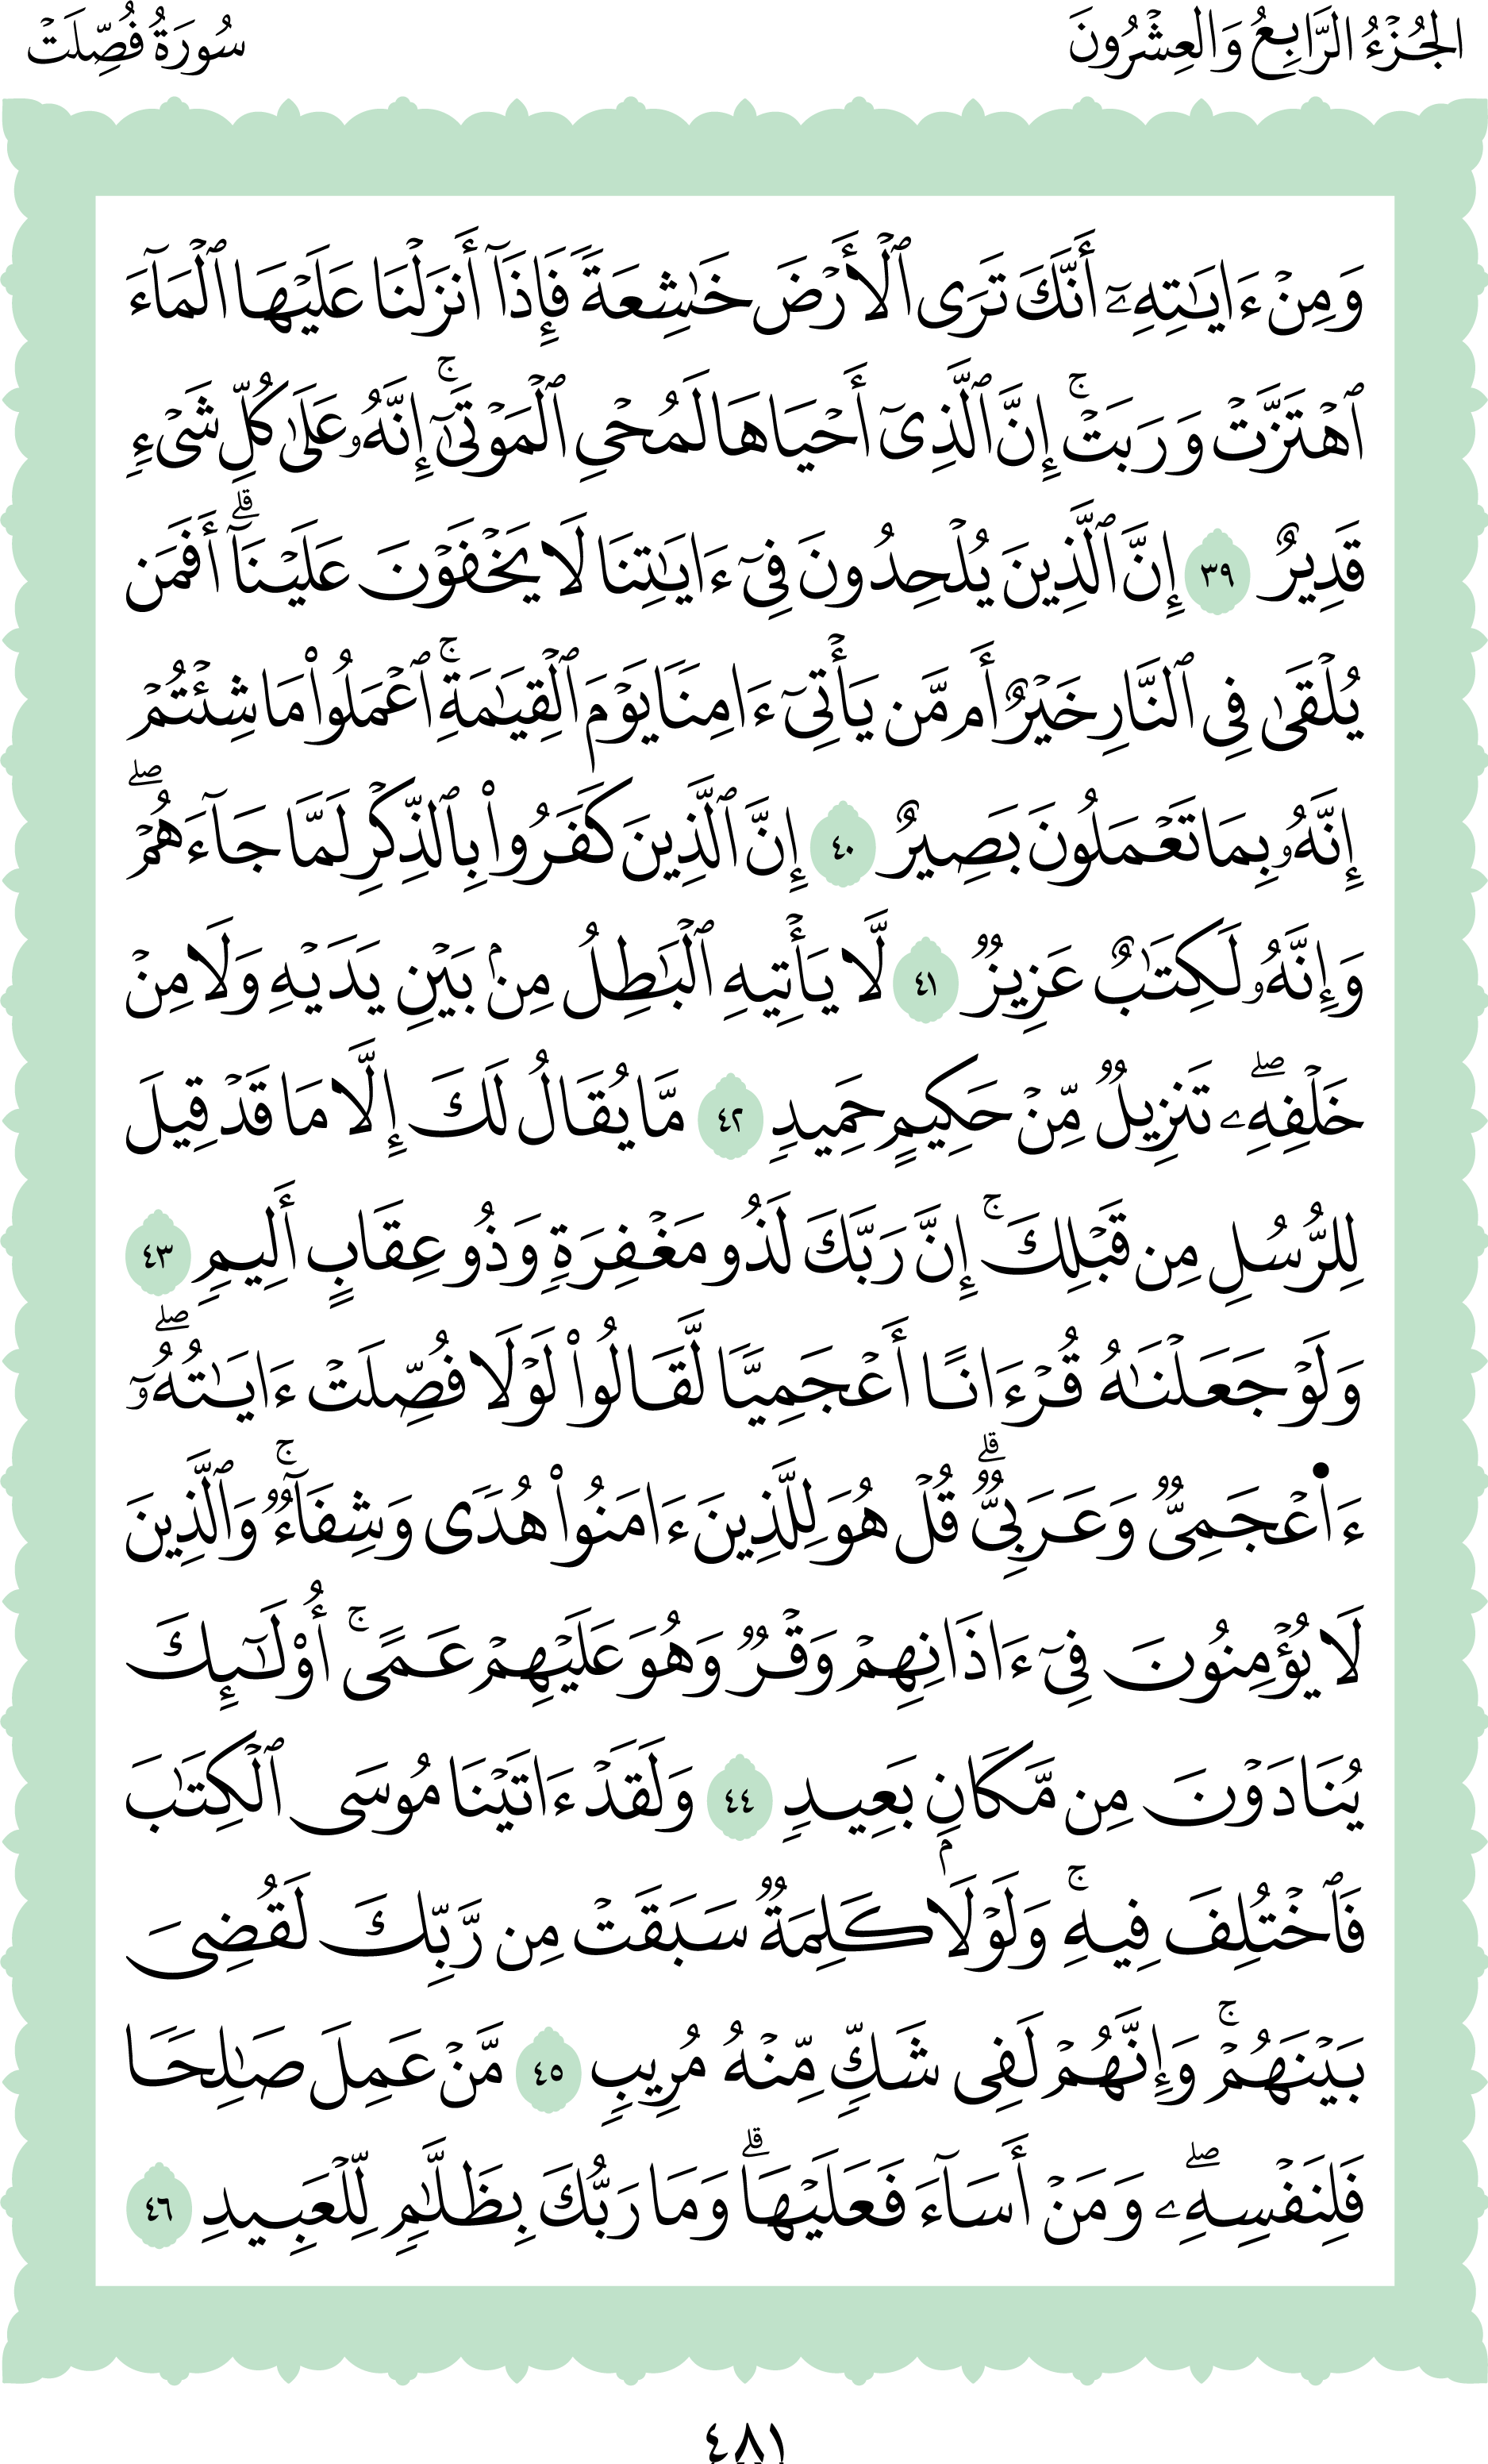 الجُزْءُ الرَّابِعُ وَالعِشْرُونَ
سُورَةُ فُصِّلَتْ
وَمِنْ ءَايَٰتِهِۦٓ أَنَّكَ تَرَى ٱلْأَرْضَ خَٰشِعَةً فَإِذَآ أَنزَلْنَا عَلَيْهَا ٱلْمَآءَ
ٱهْتَزَّتْ وَرَبَتْ ۚ إِنَّ ٱلَّذِىٓ أَحْيَاهَا لَمُحْىِ ٱلْمَوْتَىٰٓ ۚ إِنَّهُۥ عَلَىٰ كُلِّ شَىْءٍ
قَدِيرٌ ٣٩ إِنَّ ٱلَّذِينَ يُلْحِدُونَ فِىٓ ءَايَٰتِنَا لَا يَخْفَوْنَ عَلَيْنَآ ۗ أَفَمَن
يُلْقَىٰ فِى ٱلنَّارِ خَيْرٌ أَم مَّن يَأْتِىٓ ءَامِنًا يَوْمَ ٱلْقِيَٰمَةِ ۚ ٱعْمَلُوا۟ مَا شِئْتُمْ
إِنَّهُۥ بِمَا تَعْمَلُونَ بَصِيرٌ ٤٠ إِنَّ ٱلَّذِينَ كَفَرُوا۟ بِٱلذِّكْرِ لَمَّا جَآءَهُمْ ۖ
وَإِنَّهُۥ لَكِتَٰبٌ عَزِيزٌ ٤١ لَّا يَأْتِيهِ ٱلْبَٰطِلُ مِنۢ بَيْنِ يَدَيْهِ وَلَا مِنْ
خَلْفِهِۦ ۖ تَنزِيلٌ مِّنْ حَكِيمٍ حَمِيدٍ ٤٢ مَّا يُقَالُ لَكَ إِلَّا مَا قَدْ قِيلَ
لِلرُّسُلِ مِن قَبْلِكَ ۚ إِنَّ رَبَّكَ لَذُو مَغْفِرَةٍ وَذُو عِقَابٍ أَلِيمٍ ٤٣
وَلَوْ جَعَلْنَٰهُ قُرْءَانًا أَعْجَمِيًّا لَّقَالُوا۟ لَوْلَا فُصِّلَتْ ءَايَٰتُهُۥٓ ۖ
ءَا۬عْجَمِىٌّ وَعَرَبِىٌّ ۗ قُلْ هُوَ لِلَّذِينَ ءَامَنُوا۟ هُدًى وَشِفَآءٌ ۚ وَٱلَّذِينَ
لَا يُؤْمِنُونَ فِىٓ ءَاذَانِهِمْ وَقْرٌ وَهُوَ عَلَيْهِمْ عَمًى ۚ أُو۟لَٰٓئِكَ
يُنَادَوْنَ مِن مَّكَانٍۭ بَعِيدٍ ٤٤ وَلَقَدْ ءَاتَيْنَا مُوسَى ٱلْكِتَٰبَ
فَٱخْتُلِفَ فِيهِ ۚ وَلَوْلَا كَلِمَةٌ سَبَقَتْ مِن رَّبِّكَ لَقُضِىَ
بَيْنَهُمْ ۚ وَإِنَّهُمْ لَفِى شَكٍّ مِّنْهُ مُرِيبٍ ٤٥ مَّنْ عَمِلَ صَٰلِحًا
فَلِنَفْسِهِۦ ۖ وَمَنْ أَسَآءَ فَعَلَيْهَا ۗ وَمَا رَبُّكَ بِظَلَّٰمٍ لِّلْعَبِيدِ ٤٦
٤٨١